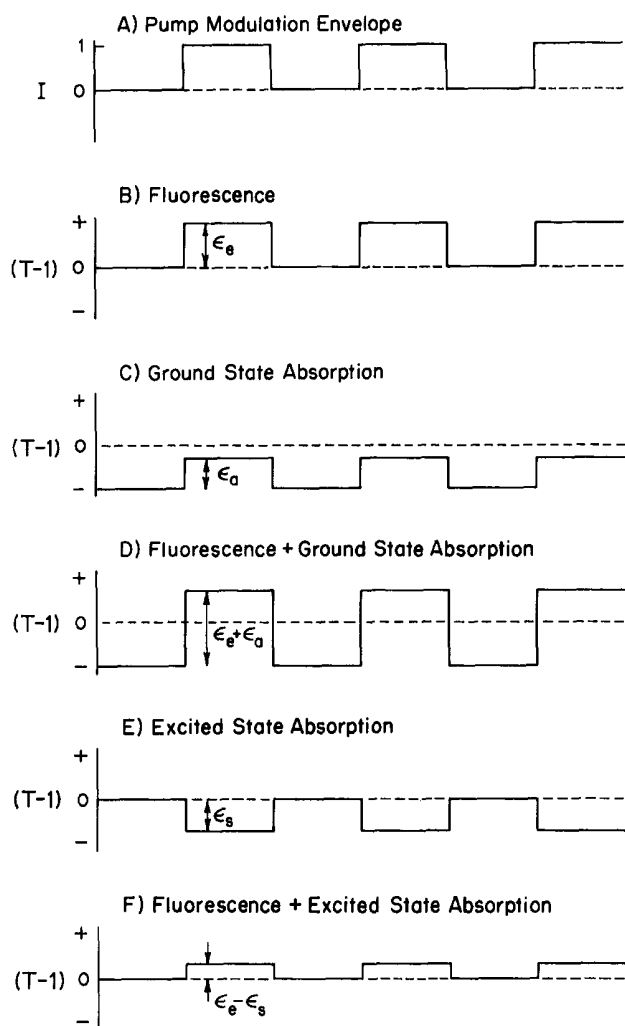 A) Pump Modulation Envelope
1
I 0
B) Fluorescence
+
ϵe
(T-1) 0
−
C) Ground State Absorption
+
(T-1) 0
ϵa
−
D) Fluorescence + Ground State Absorption
+
(T-1) 0
ϵe+ϵa
−
E) Excited State Absorption
+
(T-1) 0
ϵs
−
F) Fluorescence + Excited State Absorption
+
(T-1) 0
ϵe-ϵs
−